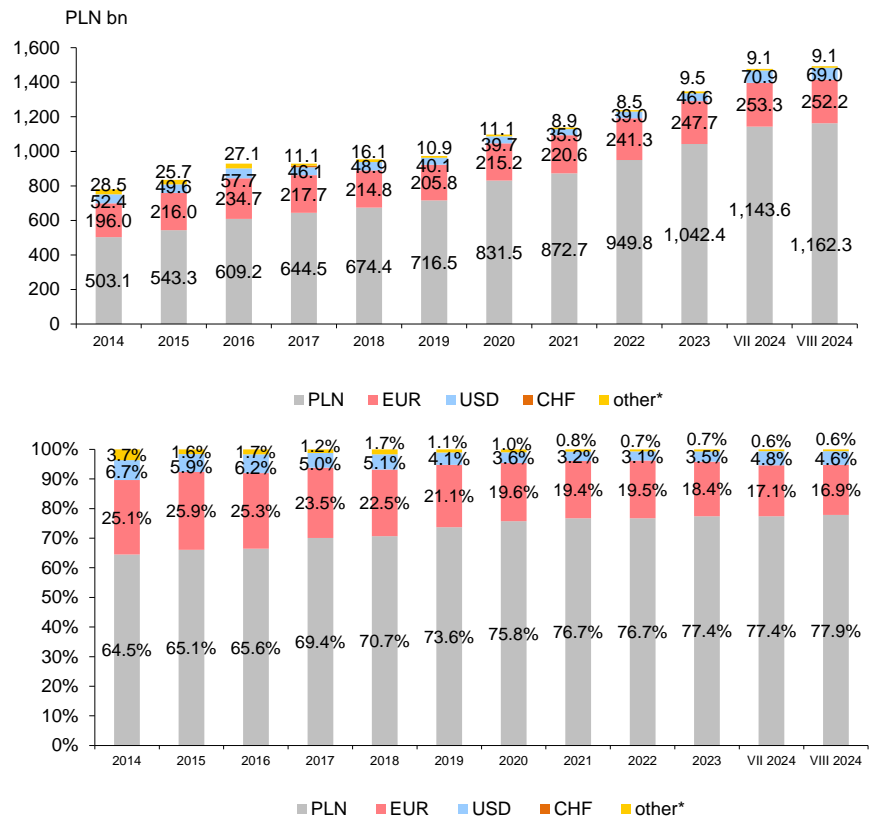 PLN bn
1,600
1,400
1,200
1,000
800
600
400
200
0
28.5 25.7 27.1 11.1 16.1 10.9 11.1 8.9 8.5 9.5 9.1 9.1
52.4 49.6 57.7 46.1 48.9 40.1 39.7 35.9 39.0 46.6 70.9 69.0
196.0 216.0 234.7 217.7 214.8 205.8 215.2 220.6 241.3 247.7 253.3 252.2
503.1 543.3 609.2 644.5 674.4 716.5 831.5 872.7 949.8 1,042.4 1,143.6 1,162.3
2014 2015 2016 2017 2018 2019 2020 2021 2022 2023 VII 2024 VIII 2024
PLN EUR USD CHF other*
100%
90%
80%
70%
60%
50%
40%
30%
20%
10%
0%
3.7% 1.6% 1.7% 1.2% 1.7% 1.1% 1.0% 0.8% 0.7% 0.7% 0.6% 0.6%
6.7% 5.9% 6.2% 5.0% 5.1% 4.1% 3.6% 3.2% 3.1% 3.5% 4.8% 4.6%
25.1% 25.9% 25.3% 23.5% 22.5% 21.1% 19.6% 19.4% 19.5% 18.4% 17.1% 16.9%
64.5% 65.1% 65.6% 69.4% 70.7% 73.6% 75.8% 76.7% 76.7% 77.4% 77.4% 77.9%
2014 2015 2016 2017 2018 2019 2020 2021 2022 2023 VII 2024 VIII 2024
PLN EUR USD CHF other*